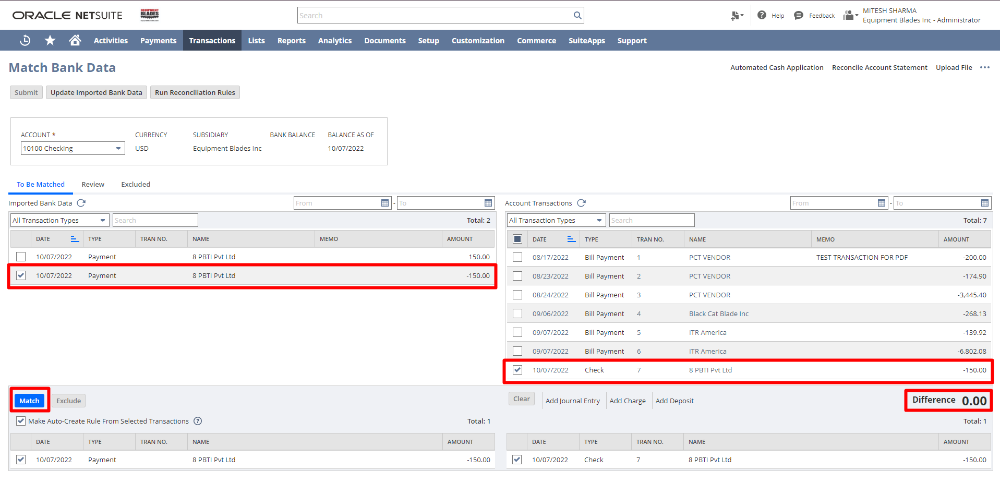 ORACLE NETSUITE
EQUIPMENT
BLADES
Search
Help
Feedback
MITESH SHARMA
Equipment Blades Inc - Administrator
Activities Payments Transactions Lists Reports Analytics Documents Setup Customization Commerce SuiteApps Support
Match Bank Data
Automated Cash Application Reconcile Account Statement Upload File
Submit Update Imported Bank Data Run Reconciliation Rules
ACCOUNT * CURRENCY SUBSIDIARY BANK BALANCE BALANCE AS OF
10100 Checking USD Equipment Blades Inc 10/07/2022
To Be Matched Review Excluded
Imported Bank Data From - To
All Transaction Types Search Total: 2
DATE TYPE TRAN NO. NAME MEMO AMOUNT
10/07/2022 Payment 8 PBTI Pvt Ltd 150.00
10/07/2022 Payment 8 PBTI Pvt Ltd -150.00
Account Transactions From - To
All Transaction Types Search Total: 7
DATE TYPE TRAN NO. NAME MEMO AMOUNT
08/17/2022 Bill Payment 1 PCT VENDOR TEST TRANSACTION FOR PDF -200.00
08/23/2022 Bill Payment 2 PCT VENDOR -174.90
08/24/2022 Bill Payment 3 PCT VENDOR -3,445.40
09/06/2022 Bill Payment 4 Black Cat Blade Inc -268.13
09/07/2022 Bill Payment 5 ITR America -139.92
09/07/2022 Bill Payment 6 ITR America -6,802.08
10/07/2022 Check 7 8 PBTI Pvt Ltd -150.00
Match Exclude
Make Auto-Create Rule From Selected Transactions ? Total: 1
DATE TYPE TRAN NO. NAME AMOUNT
10/07/2022 Payment 8 PBTI Pvt Ltd -150.00
Clear Add Journal Entry Add Charge Add Deposit Difference 0.00
Total: 1
DATE TYPE TRAN NO. NAME AMOUNT
10/07/2022 Check 7 8 PBTI Pvt Ltd -150.00